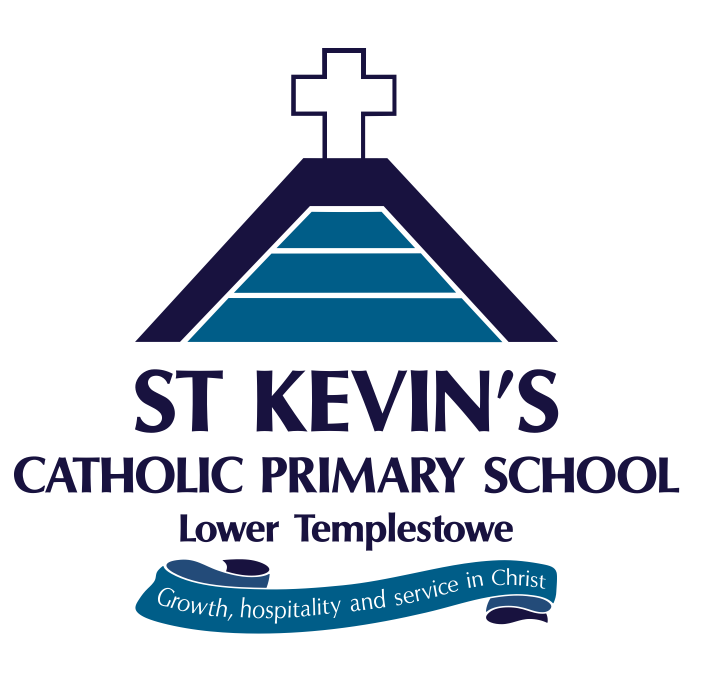 ST KEVIN’S
CATHOLIC PRIMARY SCHOOL
Lower Templestowe
Growth, hospitality and service in Christ